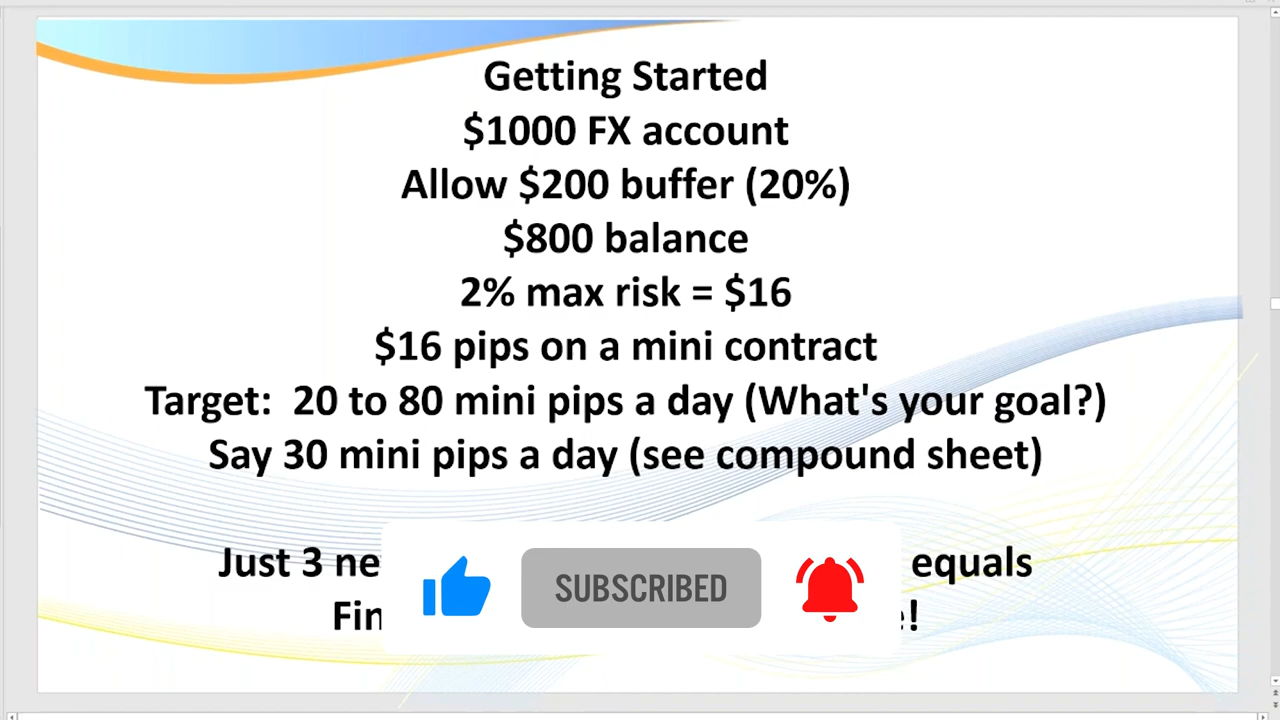 Getting Started
$1000 FX account
Allow $200 buffer (20%)
$800 balance
2% max risk = $16
$16 pips on a mini contract
Target:  20 to 80 mini pips a day (What's your goal?)
Say 30 mini pips a day (see compound sheet)
Just 3 equals
SUBSCRIBED